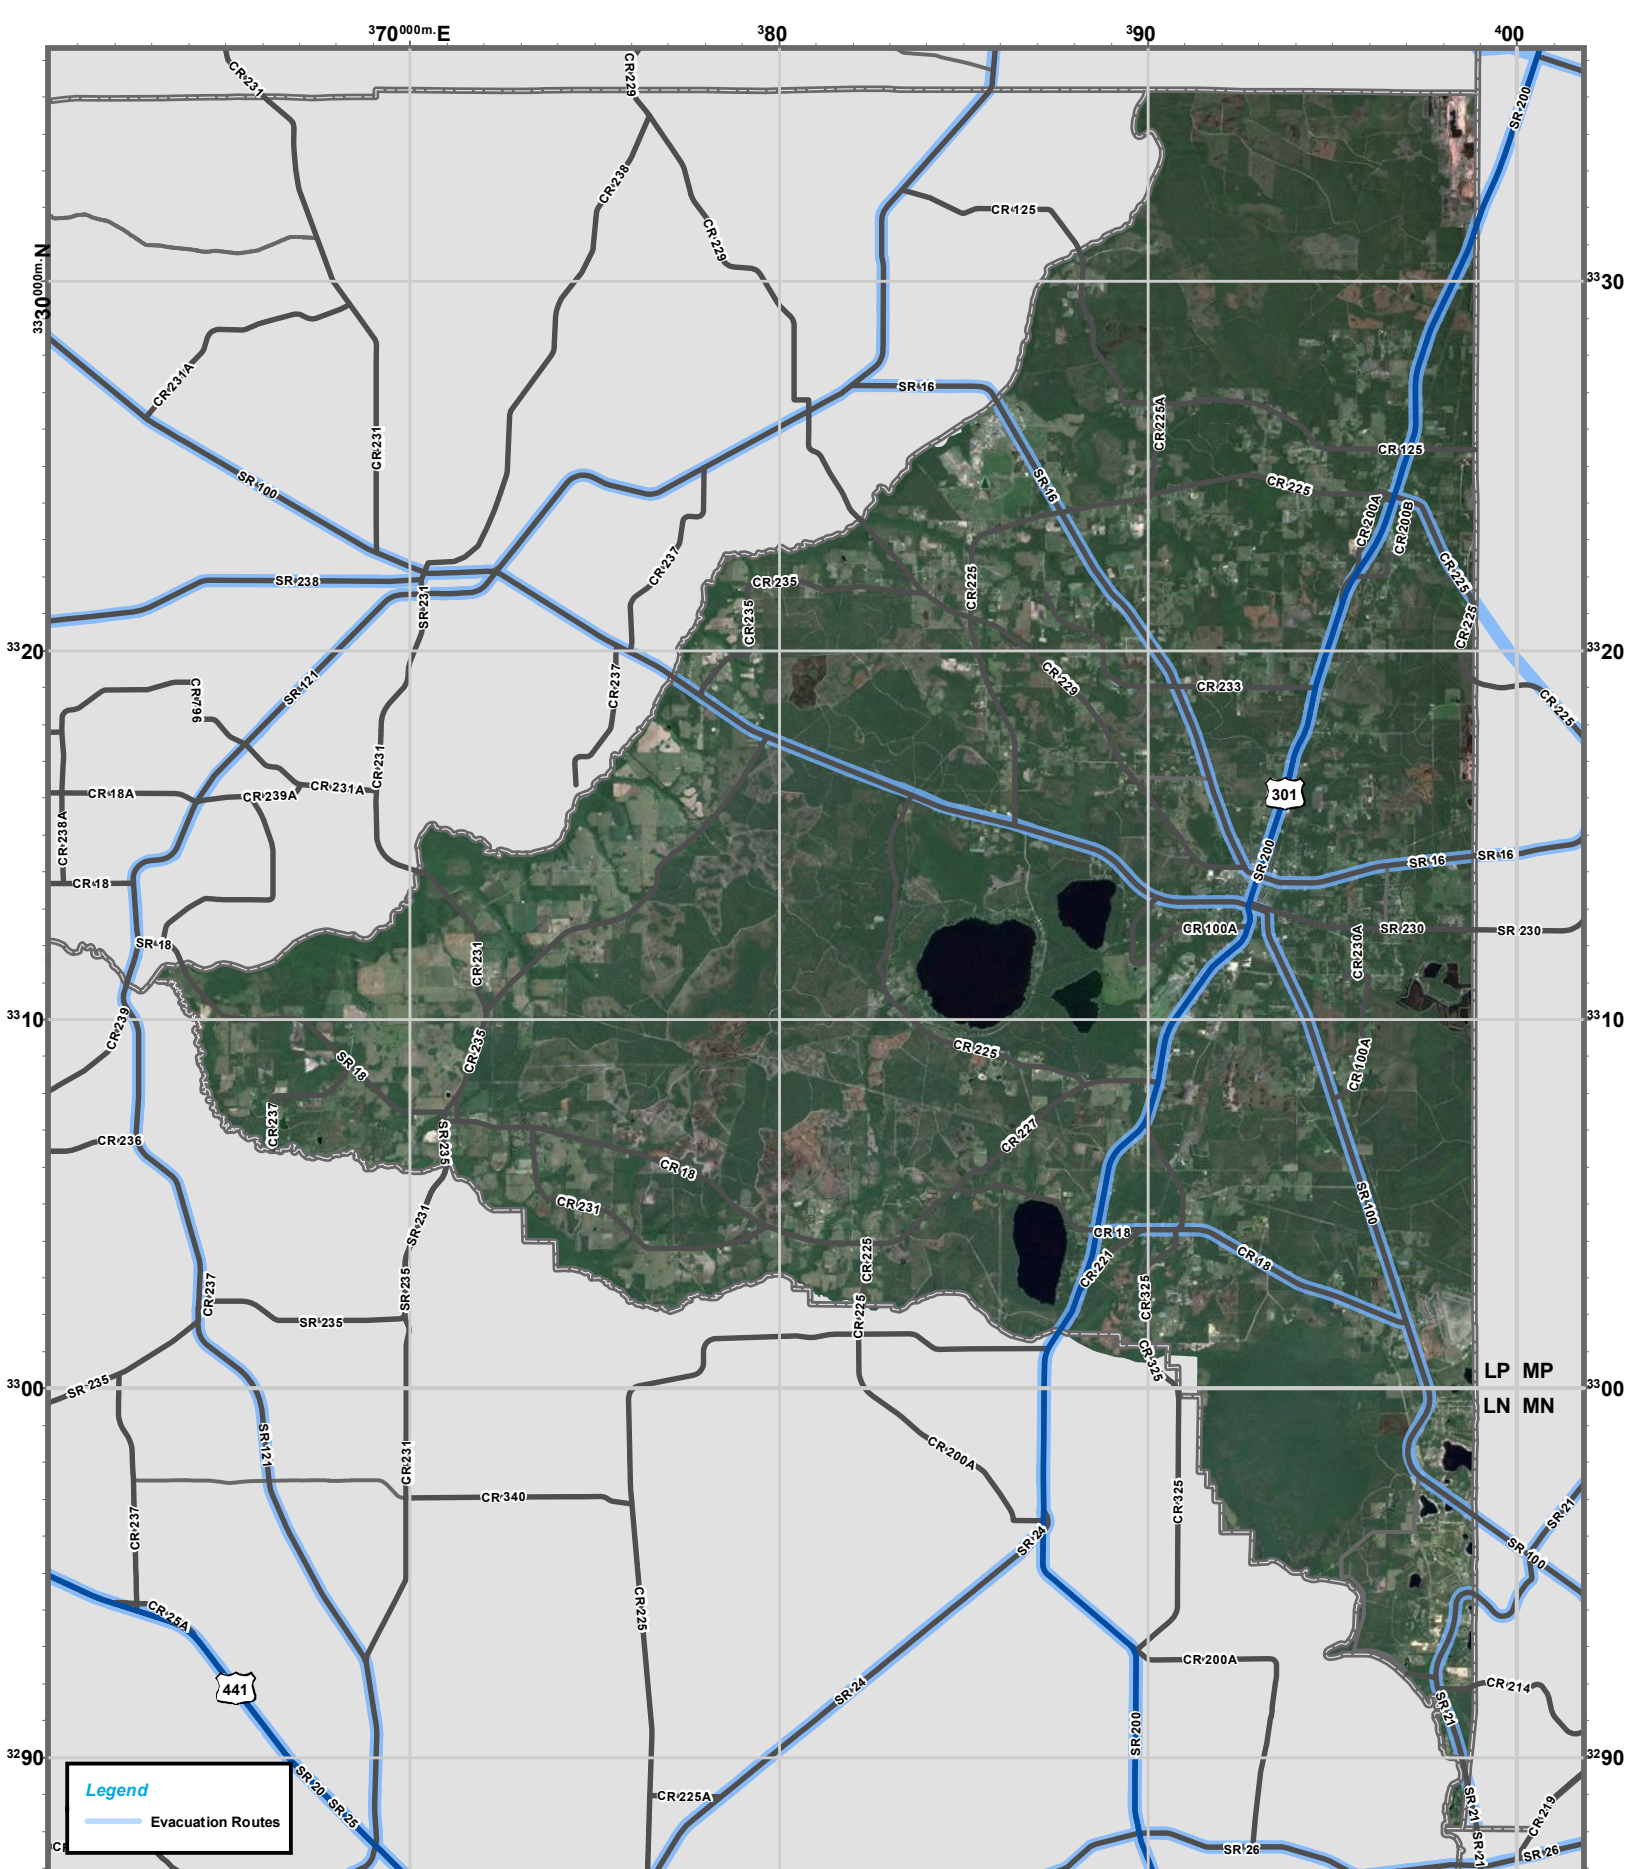 370000m.E
380
390
400
CR 231
CR 229
SR 200
CR 238
CR 125
CR 229
3330000m.N
3330
CR 231A
SR 16
CR 231
CR 225A
CR 125
SR 100
SR 16
CR 225
CR 200A
CR 200B
CR 237
CR 225
SR 238
CR 235
CR 225
SR 231
CR 235
CR 225
3320
3320
SR 121
CR 237
CR 229
CR 233
CR 796
CR 225
CR 231
CR 231A
CR 18A
CR 239A
301
CR 238A
SR 200
SR 16
SR 16
CR 18
CR 100A
SR 230
SR 230
SR 18
CR 231
CR 230A
3310
3310
CR 239
CR 235
CR 225
SR 18
CR 100A
CR 237
CR 236
SR 235
CR 227
CR 18
CR 231
SR 100
SR 231
CR 18
CR 225
CR 221
CR 18
SR 235
CR 237
CR 325
SR 235
CR 225
CR 325
SR 235
LP MP
3300
3300
LN MN
SR 121
CR 231
CR 200A
CR 340
CR 325
SR 21
CR 237
SR 24
SR 100
CR 25A
CR 225
441
CR 200A
CR 214
SR 24
SR 21
SR 200
3290
3290
Legend
Evacuation Routes
SR 20
SR 25
CR 225A
SR 21
CR 219
SR 26
SR 21
SR 26